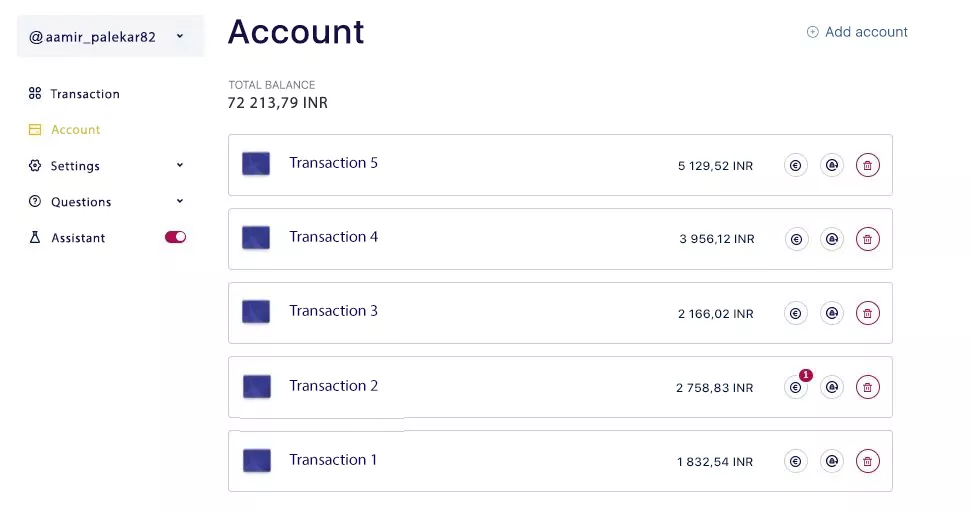 @aamir_palekar82
Account
Add account
Transaction
Account
Settings
Questions
Assistant
TOTAL BALANCE
72 213,79 INR
Transaction 5 5 129,52 INR
Transaction 4 3 956,12 INR
Transaction 3 2 166,02 INR
Transaction 2 2 758,83 INR 1
Transaction 1 1 832,54 INR